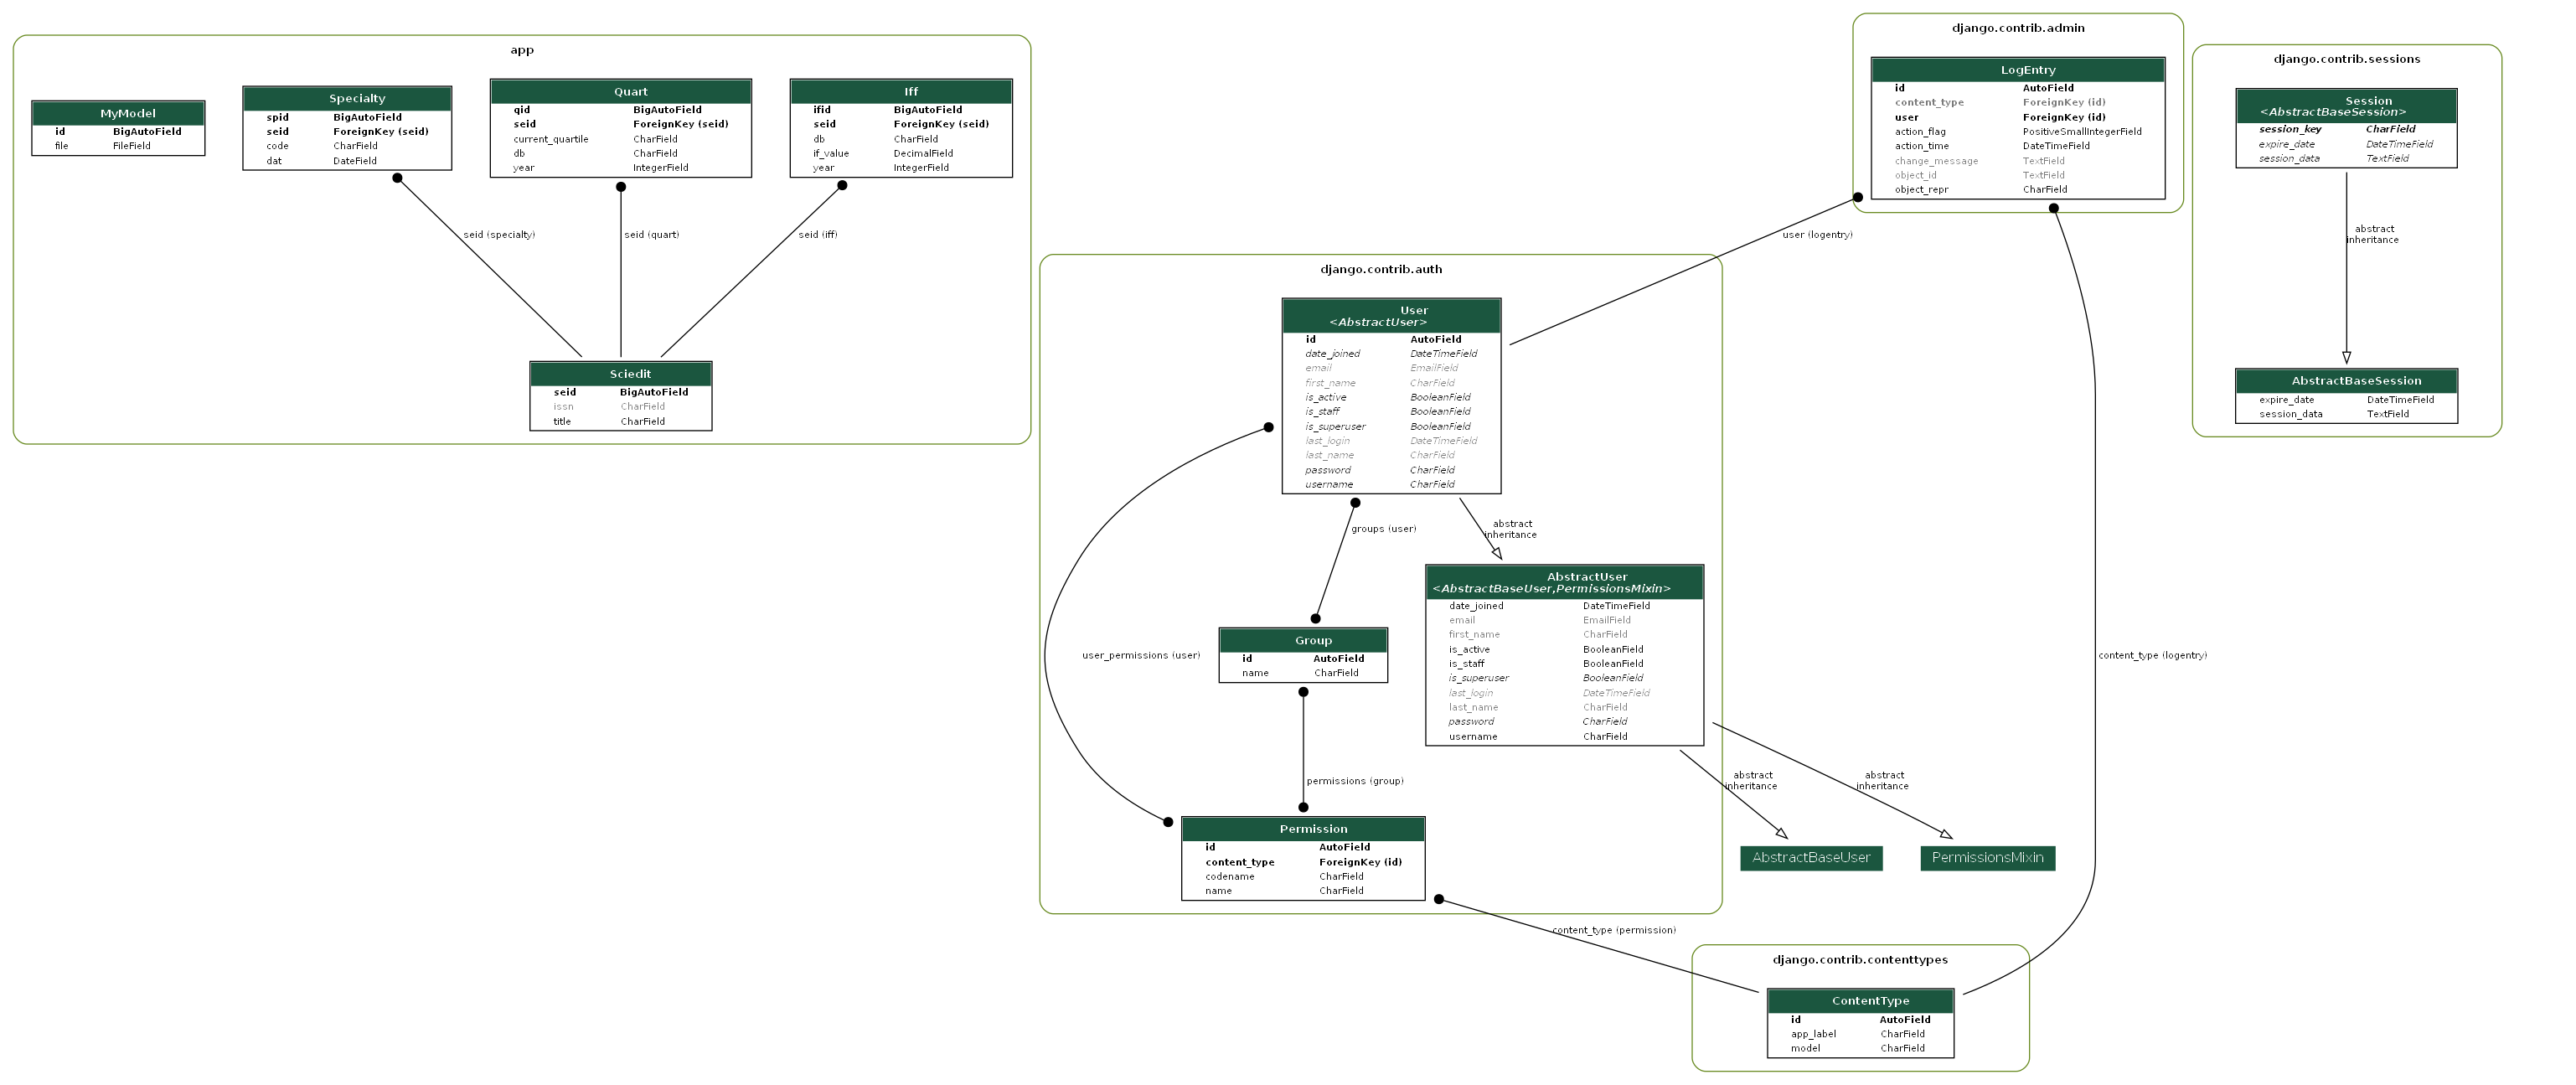 app
MyModel
id BigAutoField
file FileField
Specialty
spid BigAutoField
seid ForeignKey (seid)
code CharField
dat DateField
Quart
qid BigAutoField
seid ForeignKey (seid)
current_quartile CharField
db CharField
year IntegerField
Iff
ifid BigAutoField
seid ForeignKey (seid)
db CharField
if_value DecimalField
year IntegerField
seid (specialty)
seid (quart)
seid (iff)
Sciedit
seid BigAutoField
issn CharField
title CharField
django.contrib.admin
LogEntry
id AutoField
content_type ForeignKey (id)
user ForeignKey (id)
action_flag PositiveSmallIntegerField
action_time DateTimeField
change_message TextField
object_id TextField
object_repr CharField
user (logentry)
django.contrib.sessions
Session
<AbstractBaseSession>
session_key CharField
expire_date DateTimeField
session_data TextField
abstract
inheritance
AbstractBaseSession
expire_date DateTimeField
session_data TextField
django.contrib.auth
User
<AbstractUser>
id AutoField
date_joined DateTimeField
email EmailField
first_name CharField
is_active BooleanField
is_staff BooleanField
is_superuser BooleanField
last_login DateTimeField
last_name CharField
password CharField
username CharField
groups (user)
abstract
inheritance
AbstractUser
<AbstractBaseUser,PermissionsMixin>
date_joined DateTimeField
email EmailField
first_name CharField
is_active BooleanField
is_staff BooleanField
is_superuser BooleanField
last_login DateTimeField
last_name CharField
password CharField
username CharField
Group
id AutoField
name CharField
user_permissions (user)
content_type (logentry)
permissions (group)
abstract
inheritance
abstract
inheritance
Permission
id AutoField
content_type ForeignKey (id)
codename CharField
name CharField
AbstractBaseUser
PermissionsMixin
content_type (permission)
django.contrib.contenttypes
ContentType
id AutoField
app_label CharField
model CharField